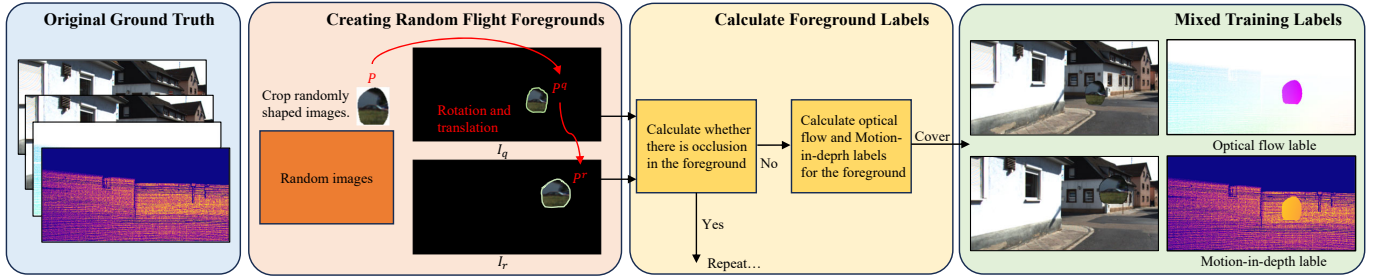 Original Ground Truth
Creating Random Flight Foregrounds
P
Crop randomly
shaped images.
Random images
Rotation and
translation
P^q
I_q
P^r
I_r
Calculate Foreground Labels
Calculate whether
there is occlusion
in the foreground
No
Yes
Repeat…
Calculate optical
flow and Motion-
in-deprh labels
for the foreground
Cover
Mixed Training Labels
Optical flow lable
Motion-in-depth lable